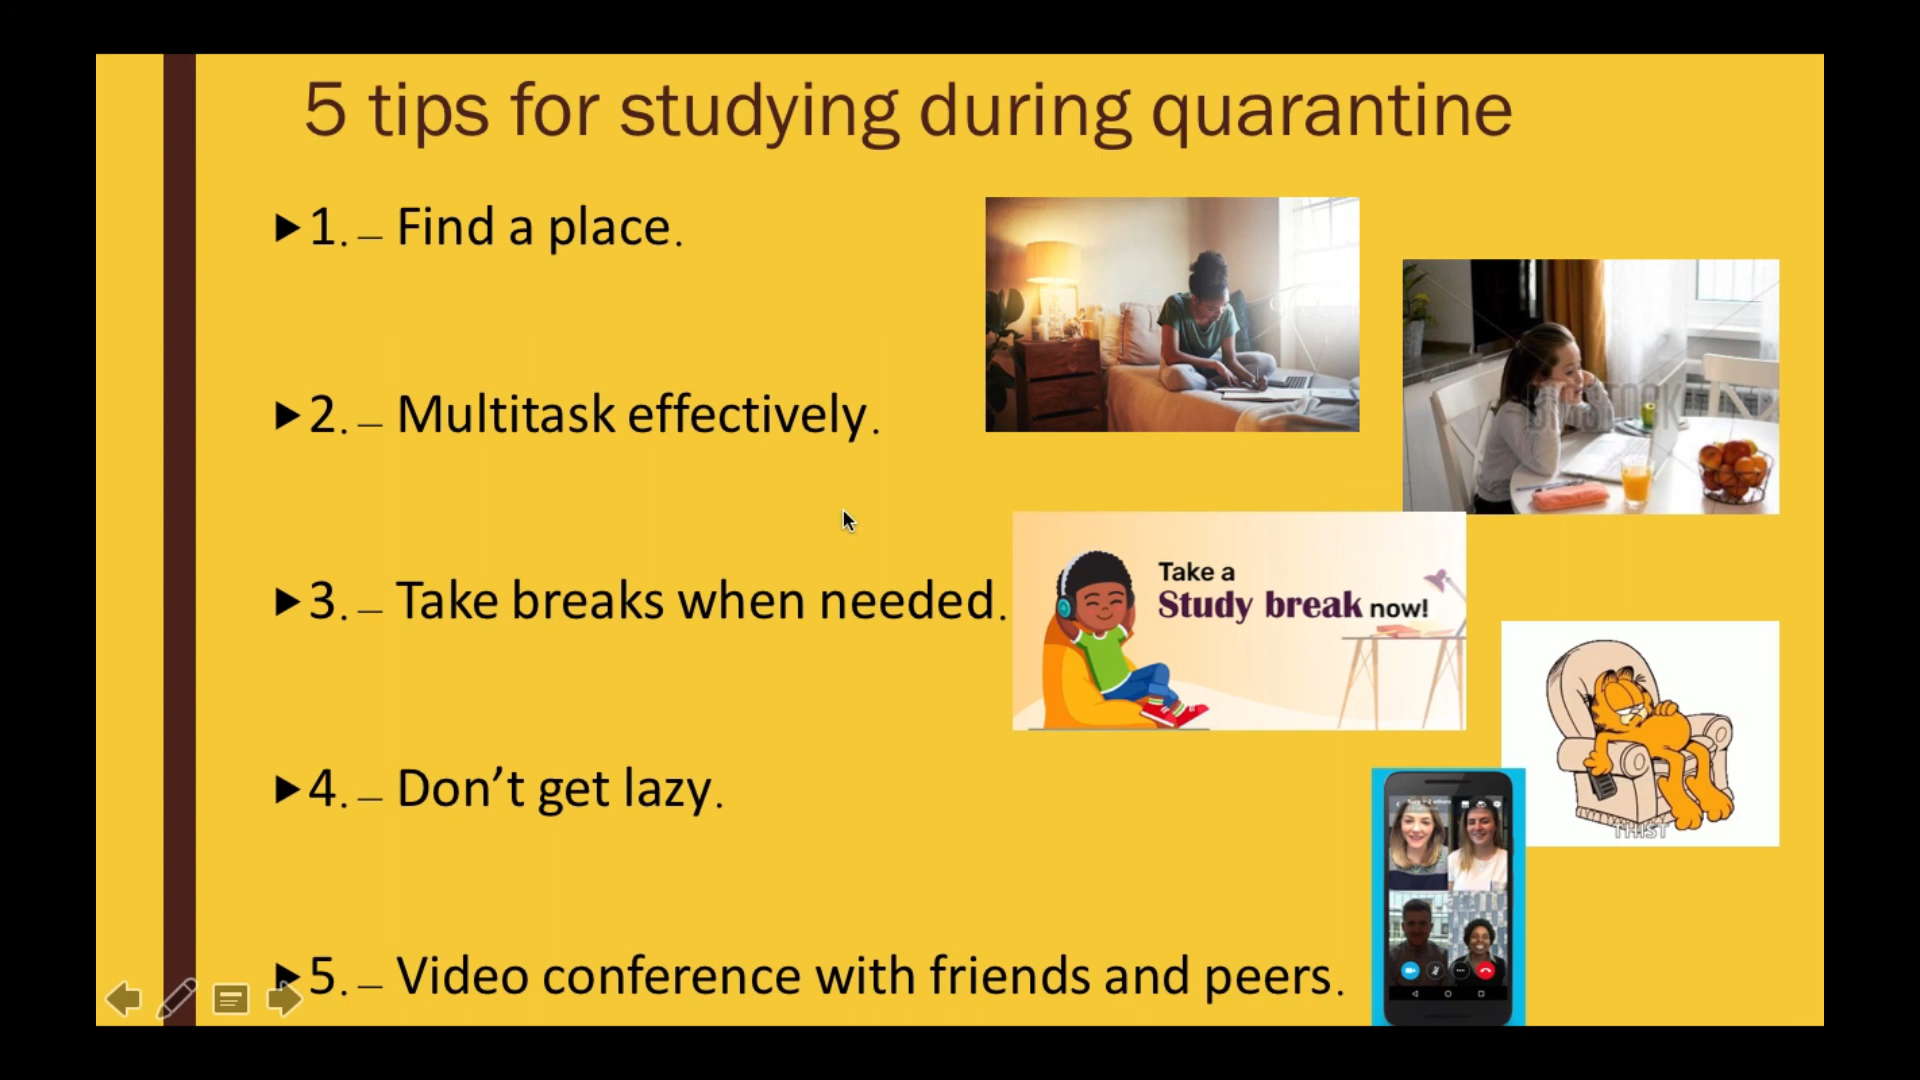 5 tips for studying during quarantine
1. – Find a place.
2. – Multitask effectively.
3. – Take breaks when needed.
Take a
Study break now!
4. – Don’t get lazy.
THIST
5. – Video conference with friends and peers.